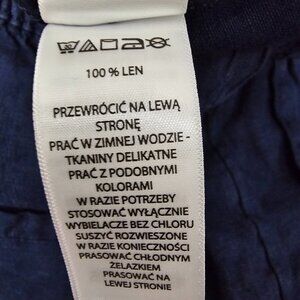 100 % LEN
PRZEWRÓCIĆ NA LEWĄ
STRONĘ
PRAĆ W ZIMNEJ WODZIE -
TKANINY DELIKATNE
PRAĆ Z PODOBNYMI
KOLORAMI
W RAZIE POTRZEBY
STOSOWAĆ WYŁĄCZNIE
WYBIELACZE BEZ CHLORU
SUSZYĆ ROZWIESZONE
W RAZIE KONIECZNOŚCI
PRASOWAĆ CHŁODNYM
ŻELAZKIEM
PRASOWAĆ NA
LEWEJ STRONIE